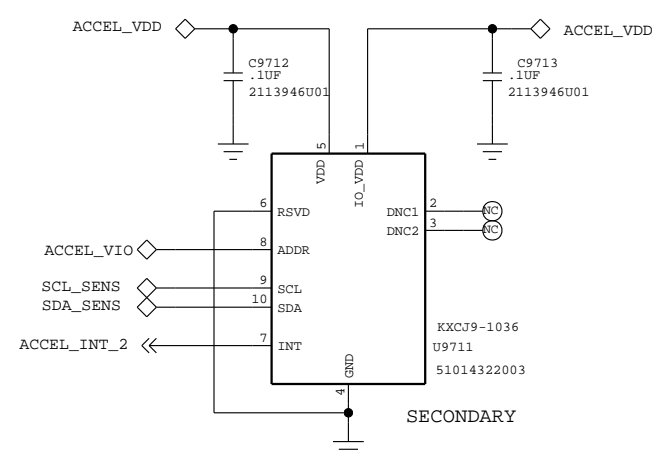 ACCEL_VDD
ACCEL_VDD
C9712
.1UF
2113946U01
C9713
.1UF
2113946U01
5
1
VDD
IO_VDD
6
RSVD
DNC1
2
NC
DNC2
3
NC
ACCEL_VIO
8
ADDR
SCL_SENS
9
SCL
SDA_SENS
10
SDA
KXCJ9-1036
ACCEL_INT_2
7
INT
U9711
GND
51014322003
4
SECONDARY